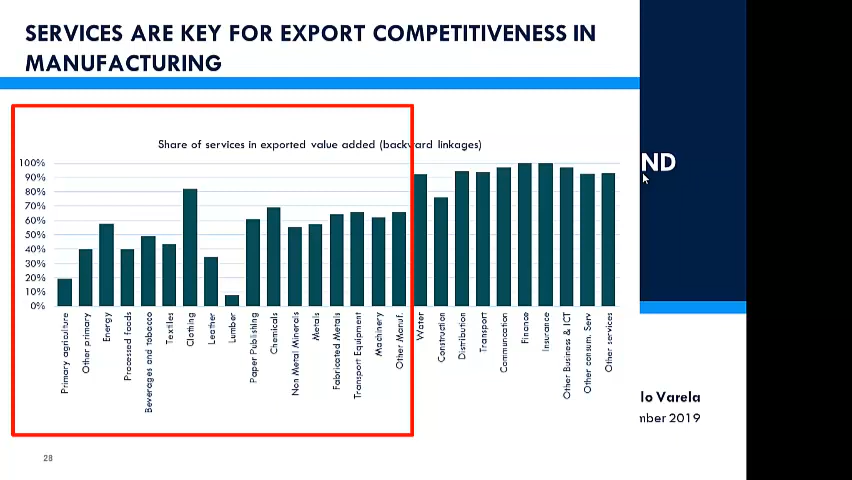 SERVICES ARE KEY FOR EXPORT COMPETITIVENESS IN
MANUFACTURING
Share of services in exported value added (backward linkages)
100%
90%
80%
70%
60%
50%
40%
30%
20%
10%
0%
Primary agriculture
Other primary
Energy
Processed foods
Beverages and tobacco
Textiles
Clothing
Leather
Lumber
Paper Publishing
Chemicals
Non Metal Minerals
Metals
Fabricated Metals
Transport Equipment
Machinery
Other Manuf.
Water
Construction
Distribution
Transport
Communcation
Finance
Insurance
Other Business & ICT
Other consum. Serv
Other services
ND
lo Varela
mber 2019
28